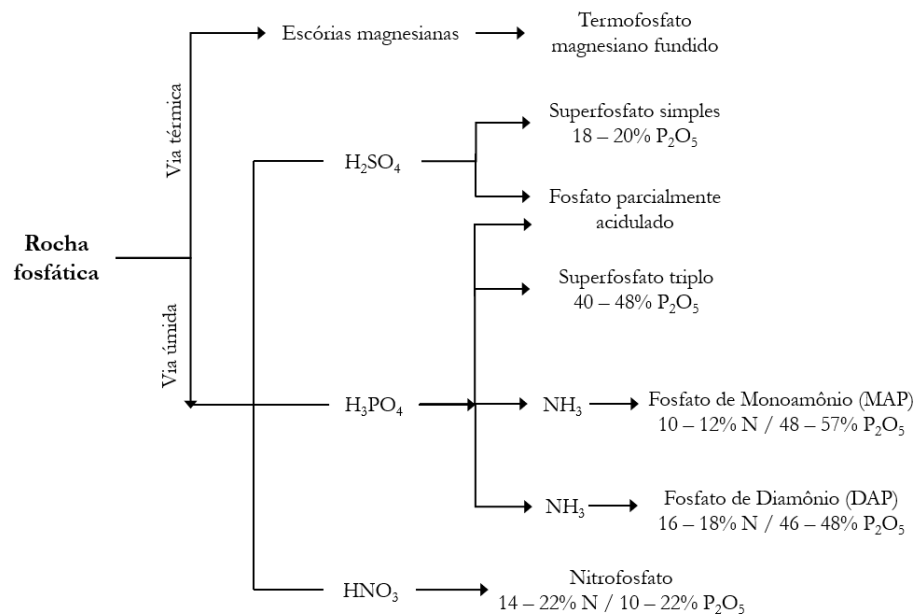 Escórias magnesianas
Termofosfato
magnesiano fundido
Via térmica
Superfosfato simples
18 – 20% P₂O₅
H₂SO₄
Fosfato parcialmente
acidulado
Rocha
fosfática
Superfosfato triplo
40 – 48% P₂O₅
Via úmida
H₃PO₄
NH₃
Fosfato de Monoamônio (MAP)
10 – 12% N / 48 – 57% P₂O₅
NH₃
Fosfato de Diamônio (DAP)
16 – 18% N / 46 – 48% P₂O₅
HNO₃
Nitrofosfato
14 – 22% N / 10 – 22% P₂O₅